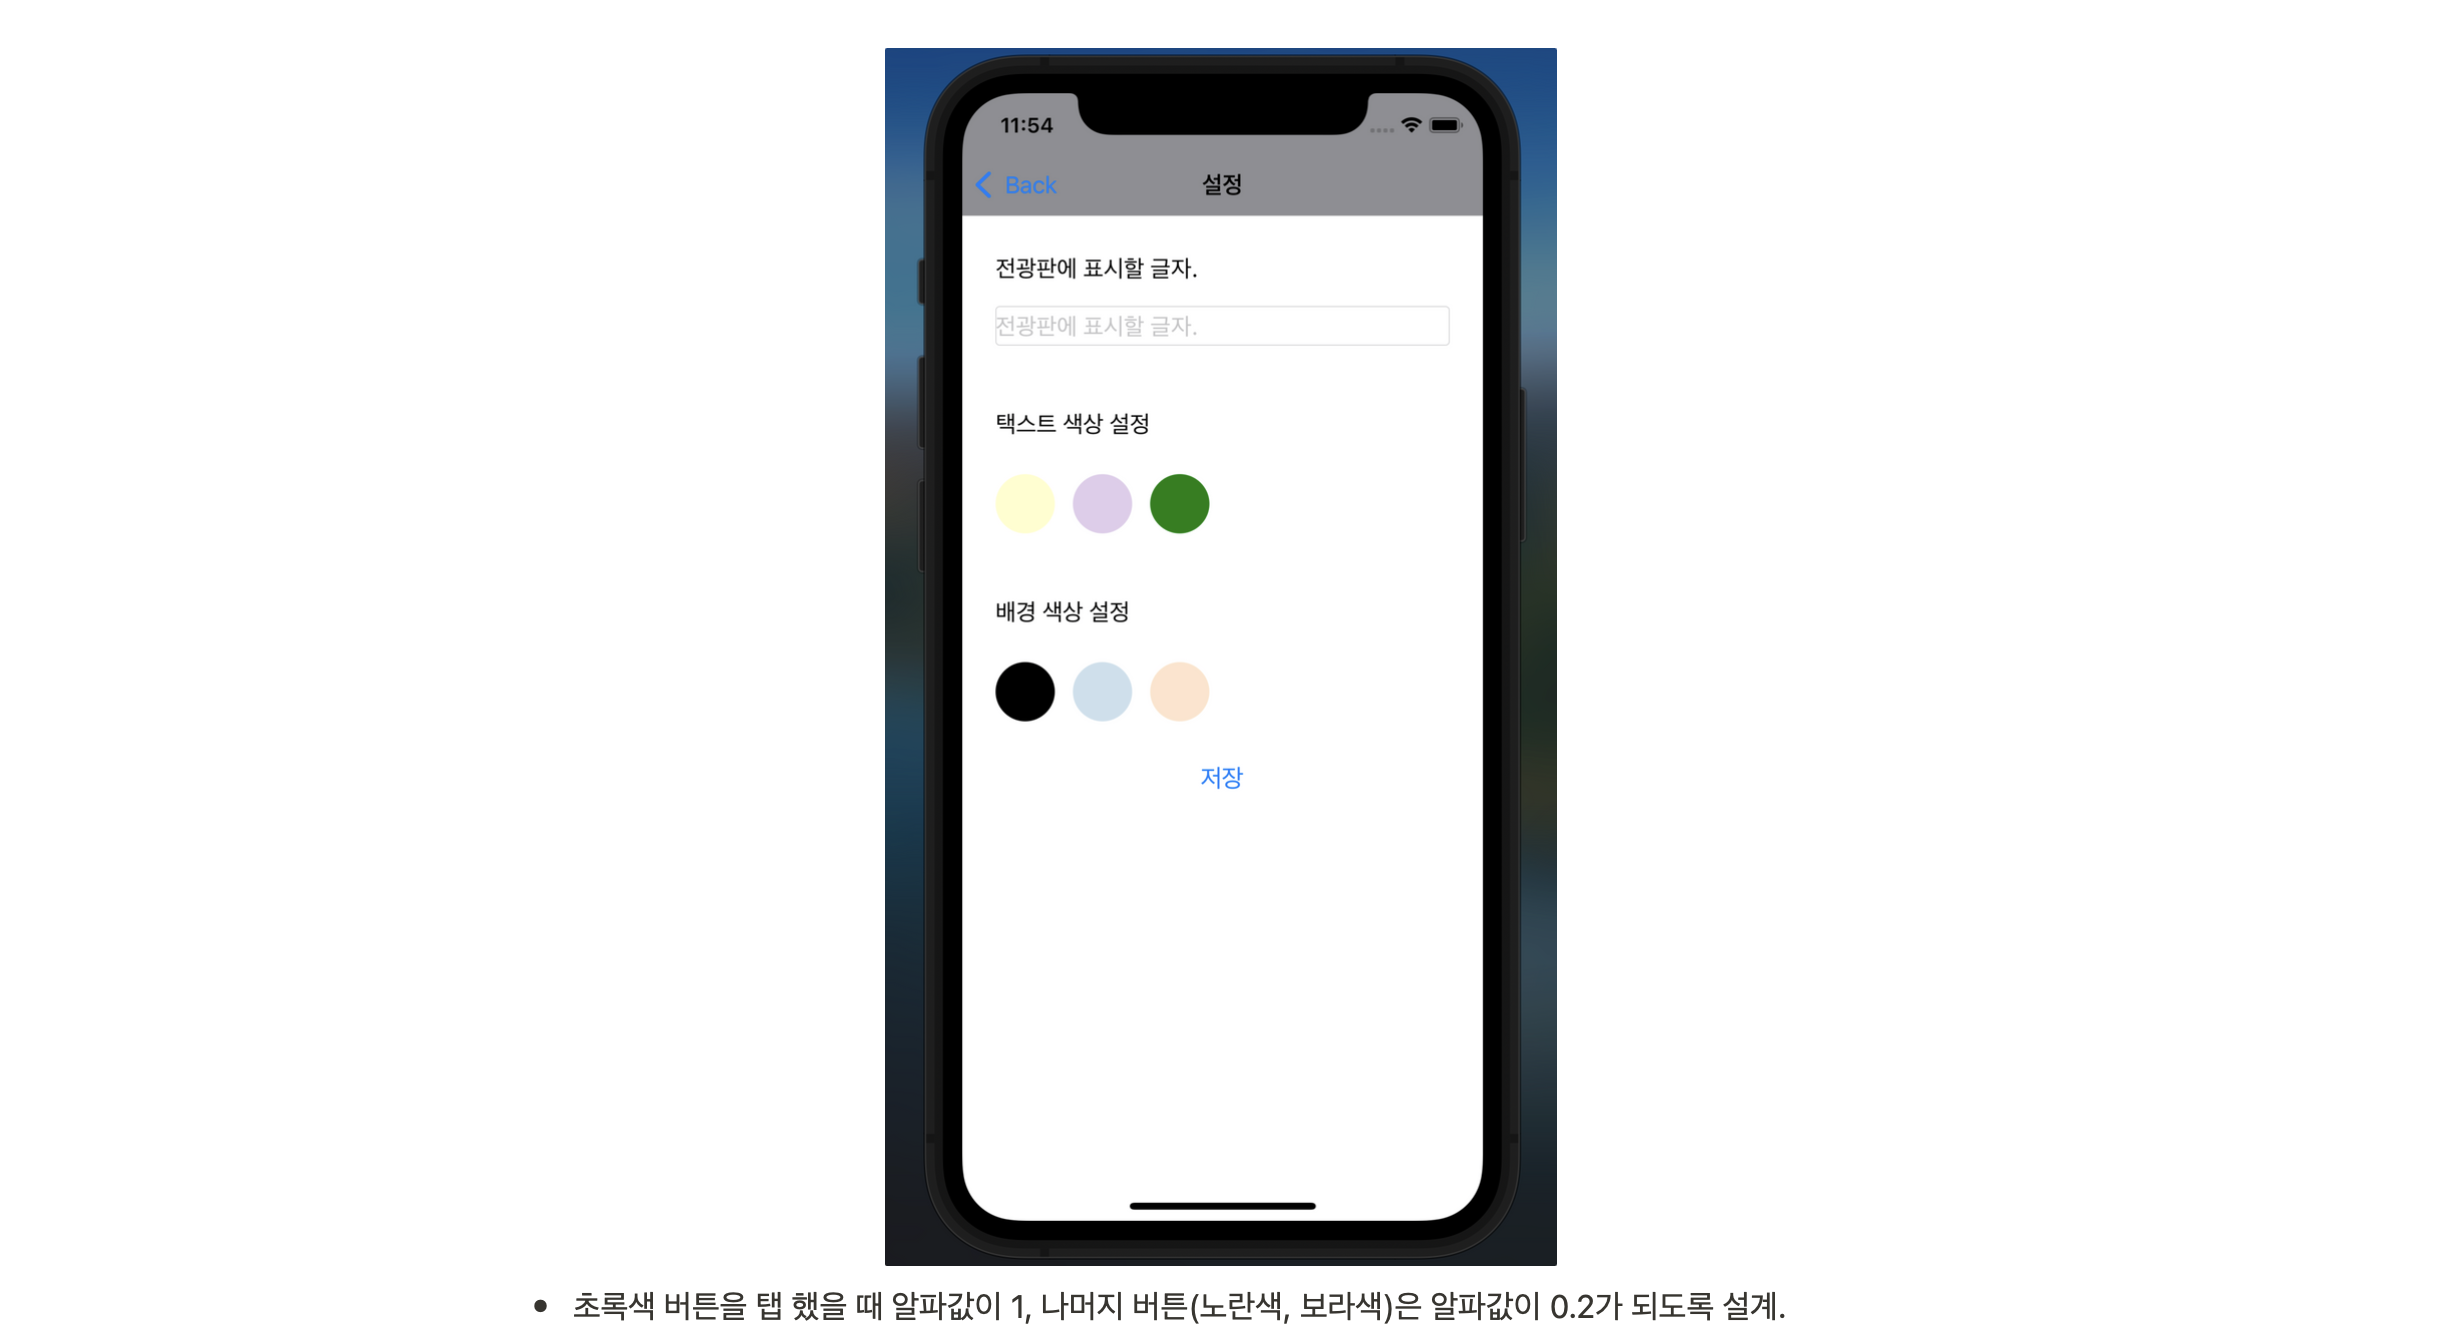 11:54
Back
설정
전광판에 표시할 글자.
전광판에 표시할 글자.
택스트 색상 설정
배경 색상 설정
저장
• 초록색 버튼을 탭 했을 때 알파값이 1, 나머지 버튼(노란색, 보라색)은 알파값이 0.2가 되도록 설계.